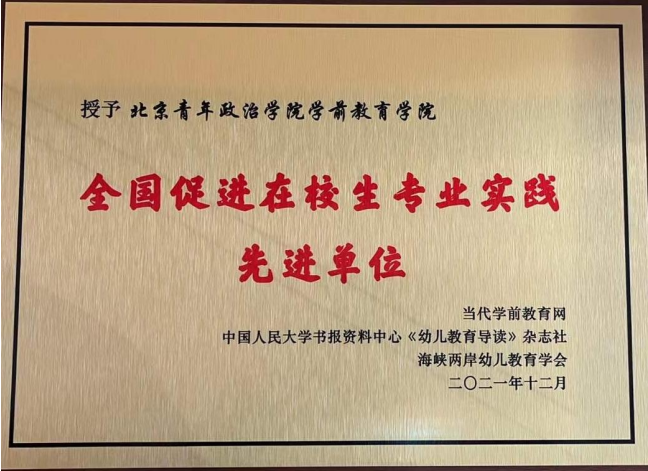 授予 北京青年政治学院学前教育学院
全国促进在校生专业实践
先进单位
当代学前教育网
中国人民大学书报资料中心《幼儿教育导读》杂志社
海峡两岸幼儿教育学会
二〇二一年十二月